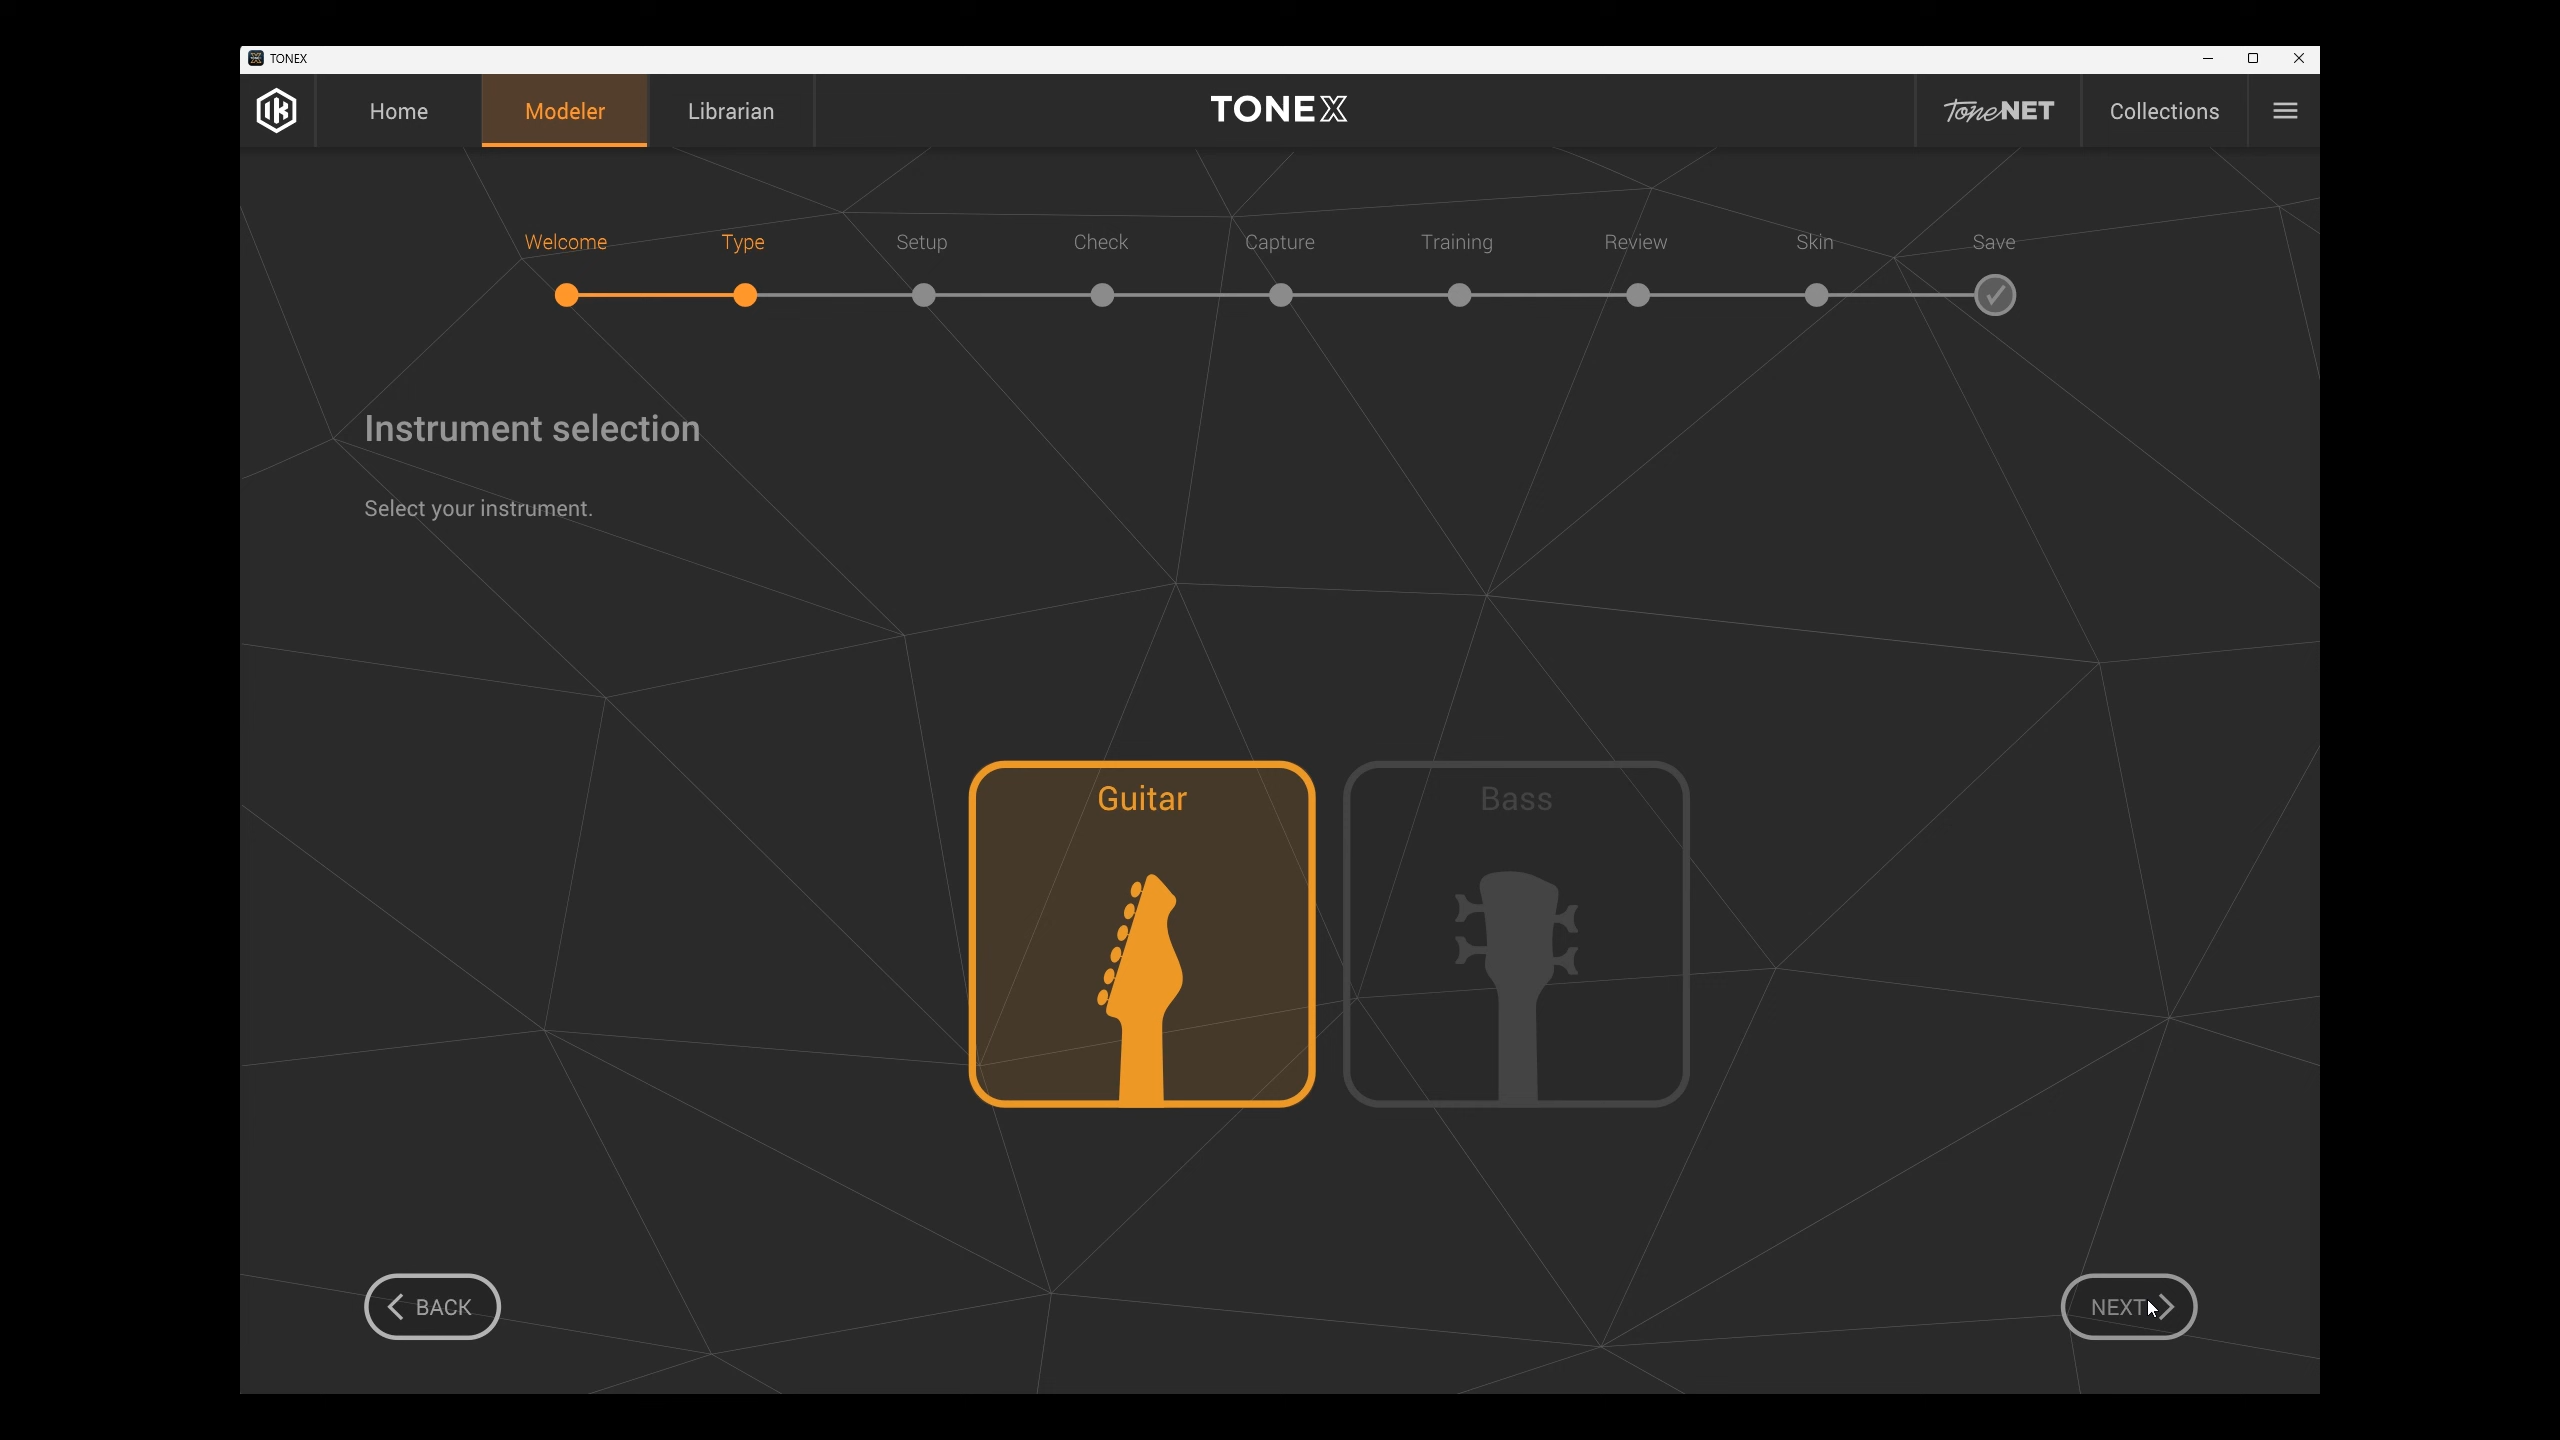 TONEX
Home
Modeler
Librarian
TONEX
ToneNET
Collections
Welcome
Type
Setup
Check
Capture
Training
Review
Skin
Save
Instrument selection
Select your instrument.
Guitar
Bass
BACK
NEXT